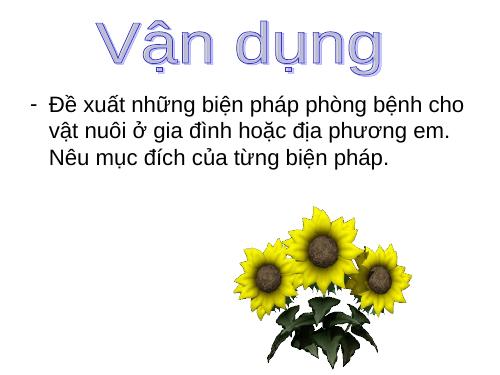 Vận dụng
- Đề xuất những biện pháp phòng bệnh cho
vật nuôi ở gia đình hoặc địa phương em.
Nêu mục đích của từng biện pháp.